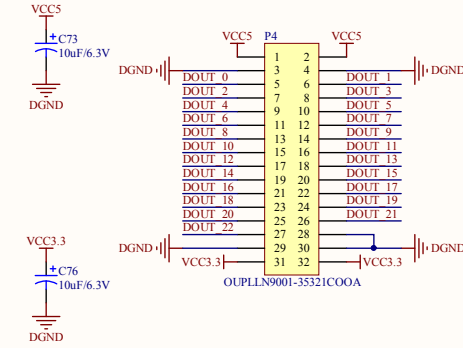 VCC5
C73
10uF/6.3V
DGND
P4
VCC5 VCC5
1 2
DGND 3 4 DGND
DOUT_0 5 6 DOUT_1
DOUT_2 7 8 DOUT_3
DOUT_4 9 10 DOUT_5
DOUT_6 11 12 DOUT_7
DOUT_8 13 14 DOUT_9
DOUT_10 15 16 DOUT_11
DOUT_12 17 18 DOUT_13
DOUT_14 19 20 DOUT_15
DOUT_16 21 22 DOUT_17
DOUT_18 23 24 DOUT_19
DOUT_20 25 26 DOUT_21
DOUT_22 27 28
DGND 29 30 DGND
VCC3.3 31 32 VCC3.3
OUPLLN9001-35321COOA
VCC3.3
C76
10uF/6.3V
DGND